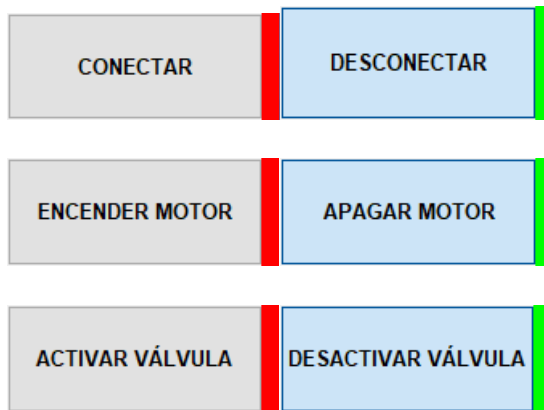 CONECTAR
DESCONECTAR
ENCENDER MOTOR
APAGAR MOTOR
ACTIVAR VÁLVULA
DESACTIVAR VÁLVULA